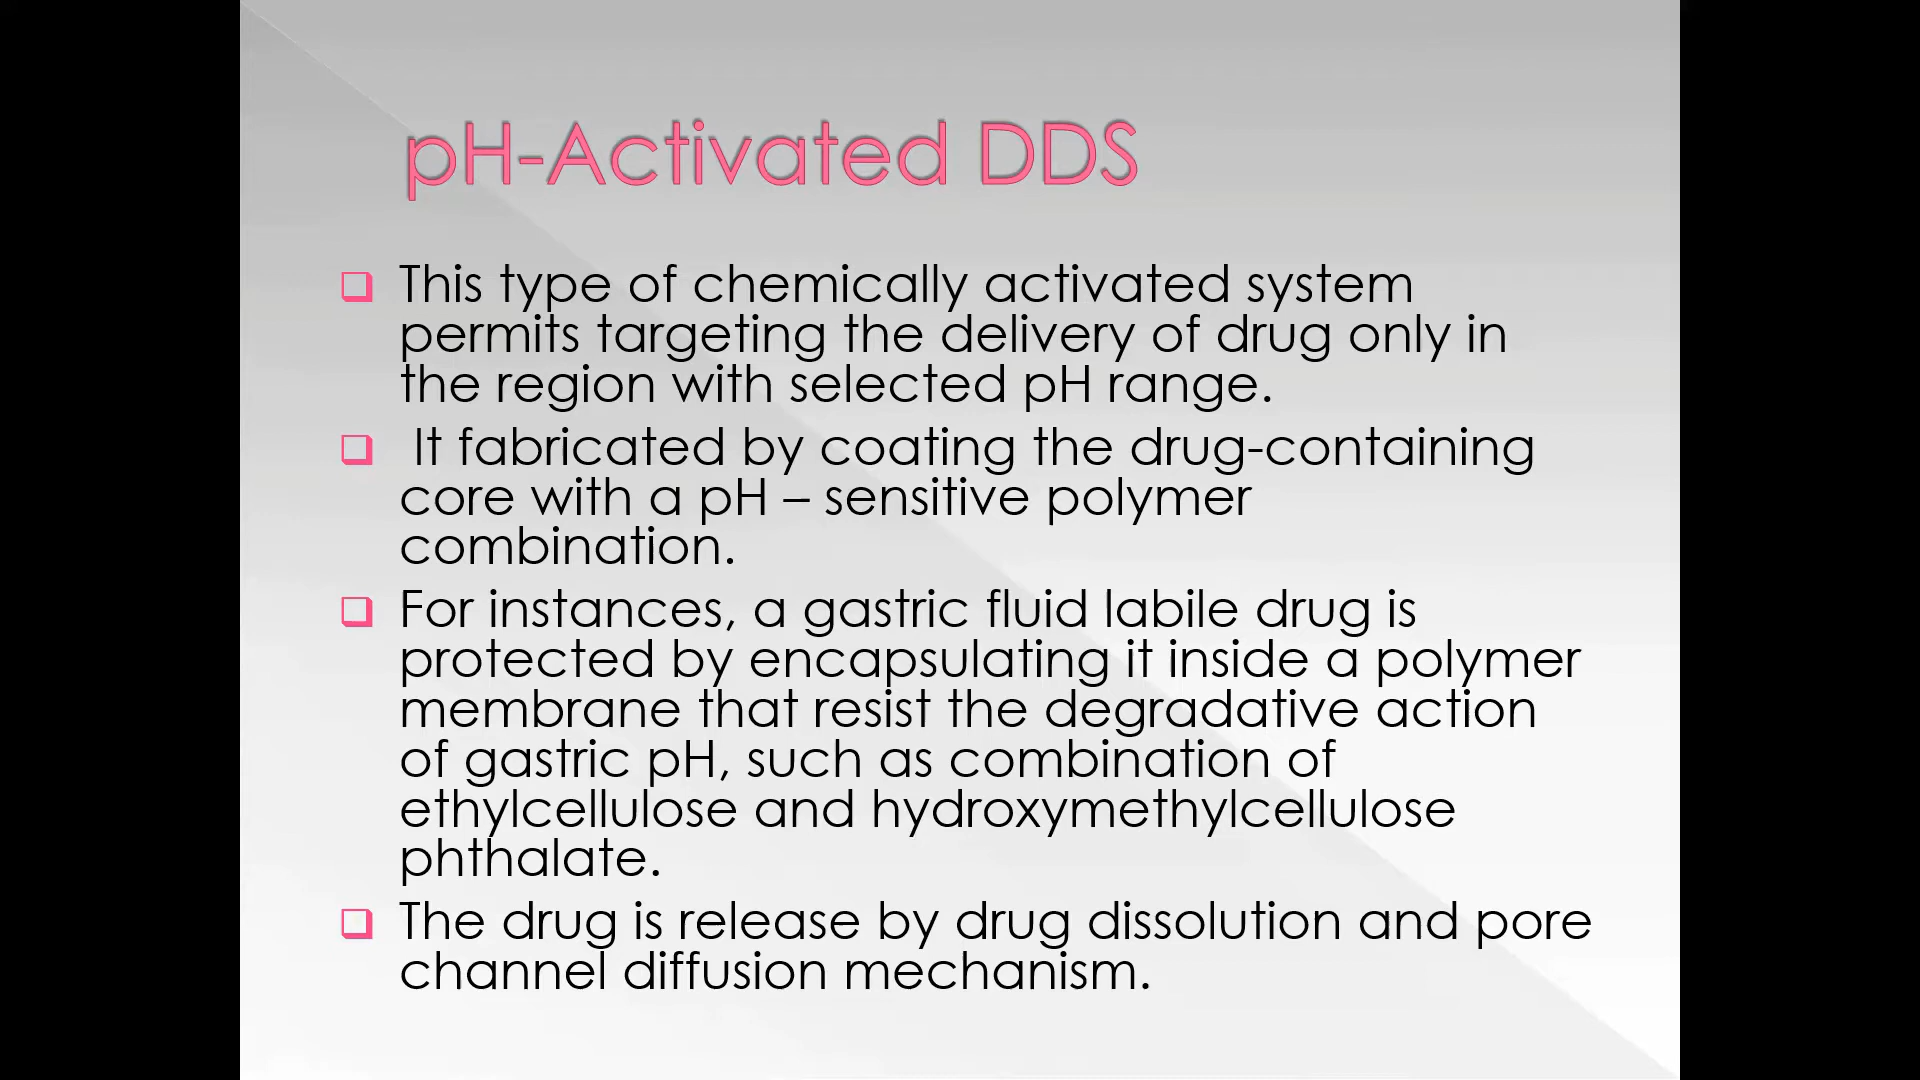 pH-Activated DDS
This type of chemically activated system
permits targeting the delivery of drug only in
the region with selected pH range.
It fabricated by coating the drug-containing
core with a pH – sensitive polymer
combination.
For instances, a gastric fluid labile drug is
protected by encapsulating it inside a polymer
membrane that resist the degradative action
of gastric pH, such as combination of
ethylcellulose and hydroxymethylcellulose
phthalate.
The drug is release by drug dissolution and pore
channel diffusion mechanism.